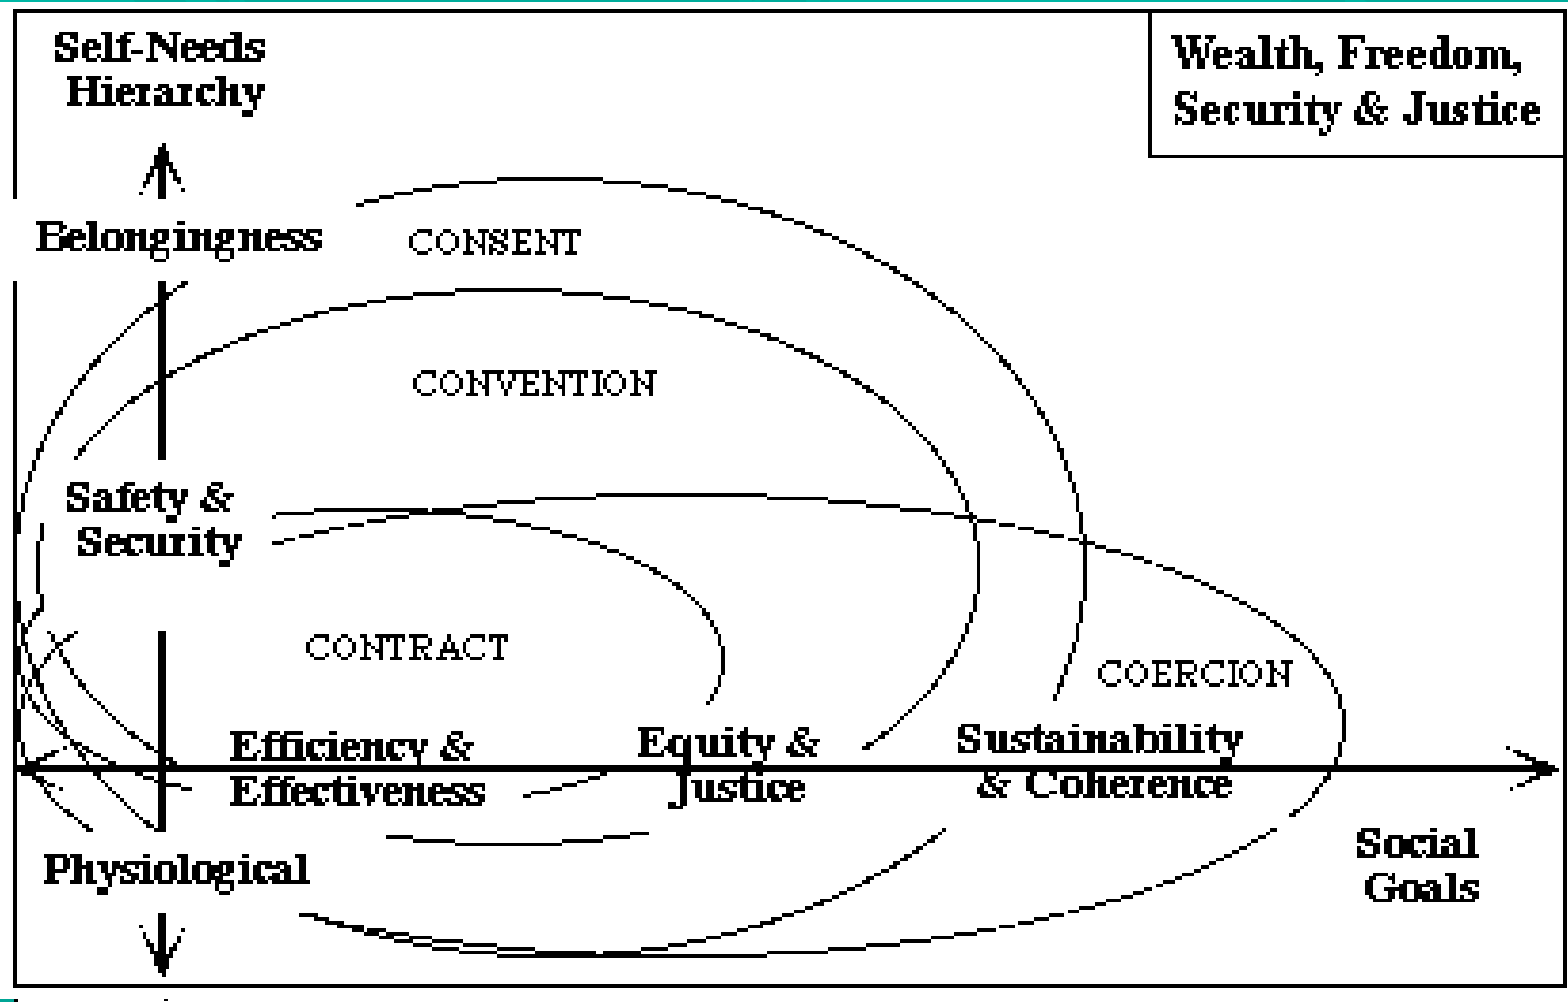 Self-Needs
Hierarchy
Wealth, Freedom,
Security & Justice
Belongingness
CONSENT
CONVENTION
Safety &
Security
CONTRACT
COERCION
Efficiency &
Effectiveness
Equity &
Justice
Sustainability
& Coherence
Physiological
Social
Goals